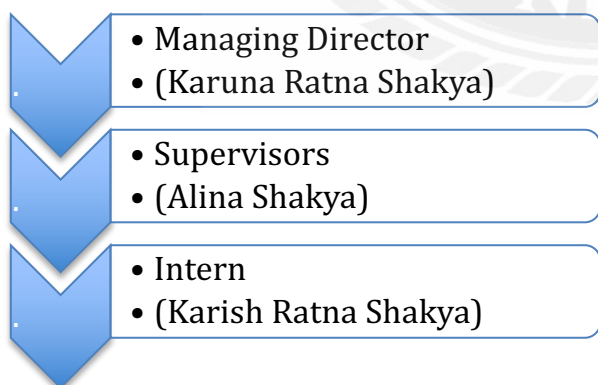 • Managing Director
• (Karuna Ratna Shakya)
• Supervisors
• (Alina Shakya)
• Intern
• (Karish Ratna Shakya)